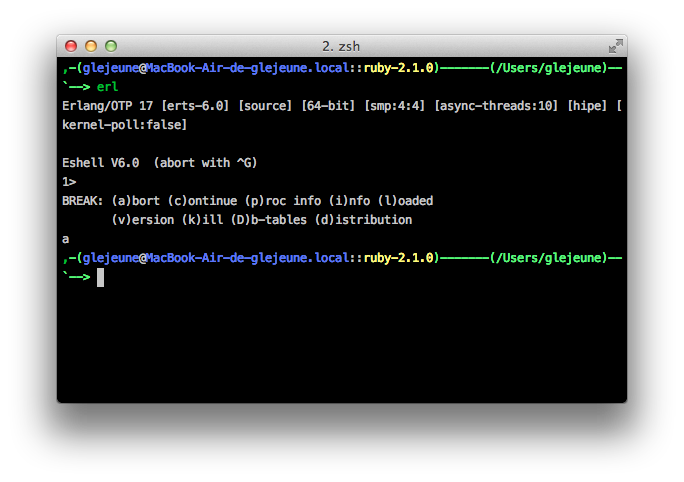 2. zsh
,-(glejeune@MacBook-Air-de-glejeune.local::ruby-2.1.0)-------(/Users/glejeune)--
`--> erl
Erlang/OTP 17 [erts-6.0] [source] [64-bit] [smp:4:4] [async-threads:10] [hipe] [
kernel-poll:false]
Eshell V6.0  (abort with ^G)
1>
BREAK: (a)bort (c)ontinue (p)roc info (i)nfo (l)oaded
       (v)ersion (k)ill (D)b-tables (d)istribution
a
,-(glejeune@MacBook-Air-de-glejeune.local::ruby-2.1.0)-------(/Users/glejeune)--
`-->